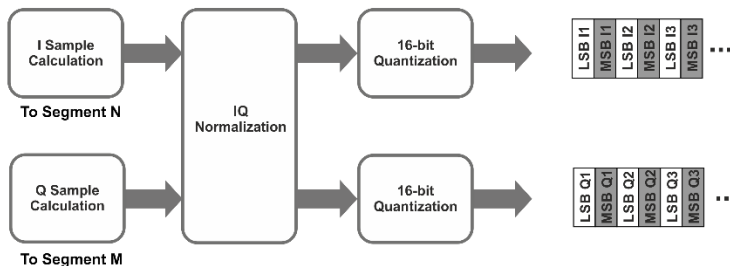 I Sample
Calculation
To Segment N
IQ
Normalization
16-bit
Quantization
LSB I1
MSB I1
LSB I2
MSB I2
LSB I3
MSB I3
...
Q Sample
Calculation
To Segment M
16-bit
Quantization
LSB Q1
MSB Q1
LSB Q2
MSB Q2
LSB Q3
MSB Q3
..